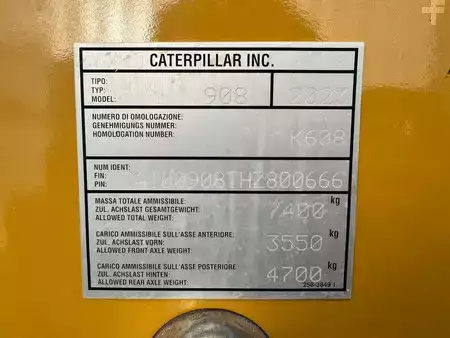 CATERPILLAR INC.
TIPO:
TYP:
MODEL:
908
NUMERO DI OMOLOGAZIONE:
GENEHMIGUNGS NUMMER:
HOMOLOGATION NUMBER:
K608
NUM IDENT:
FIN:
PIN:
MASSA TOTALE AMMISSIBILE:
ZUL. ACHSLAST GESAMTGEWICHT:
ALLOWED TOTAL WEIGHT:
7400 kg
CARICO AMMISSIBILE SULL'ASSE ANTERIORE:
ZUL. ACHSLAST VORN:
ALLOWED FRONT AXLE WEIGHT:
3550 kg
CARICO AMMISSIBILE SULL'ASSE POSTERIORE
ZUL. ACHSLAST HINTEN:
ALLOWED REAR AXLE WEIGHT:
4700 kg